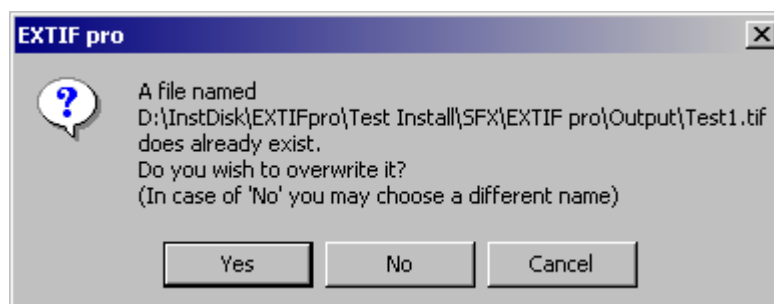 EXTIF pro
?
A file named
D:\InstDisk\EXTIFpro\Test Install\SFX\EXTIF pro\Output\Test1.tif
does already exist.
Do you wish to overwrite it?
(In case of 'No' you may choose a different name)
Yes
No
Cancel